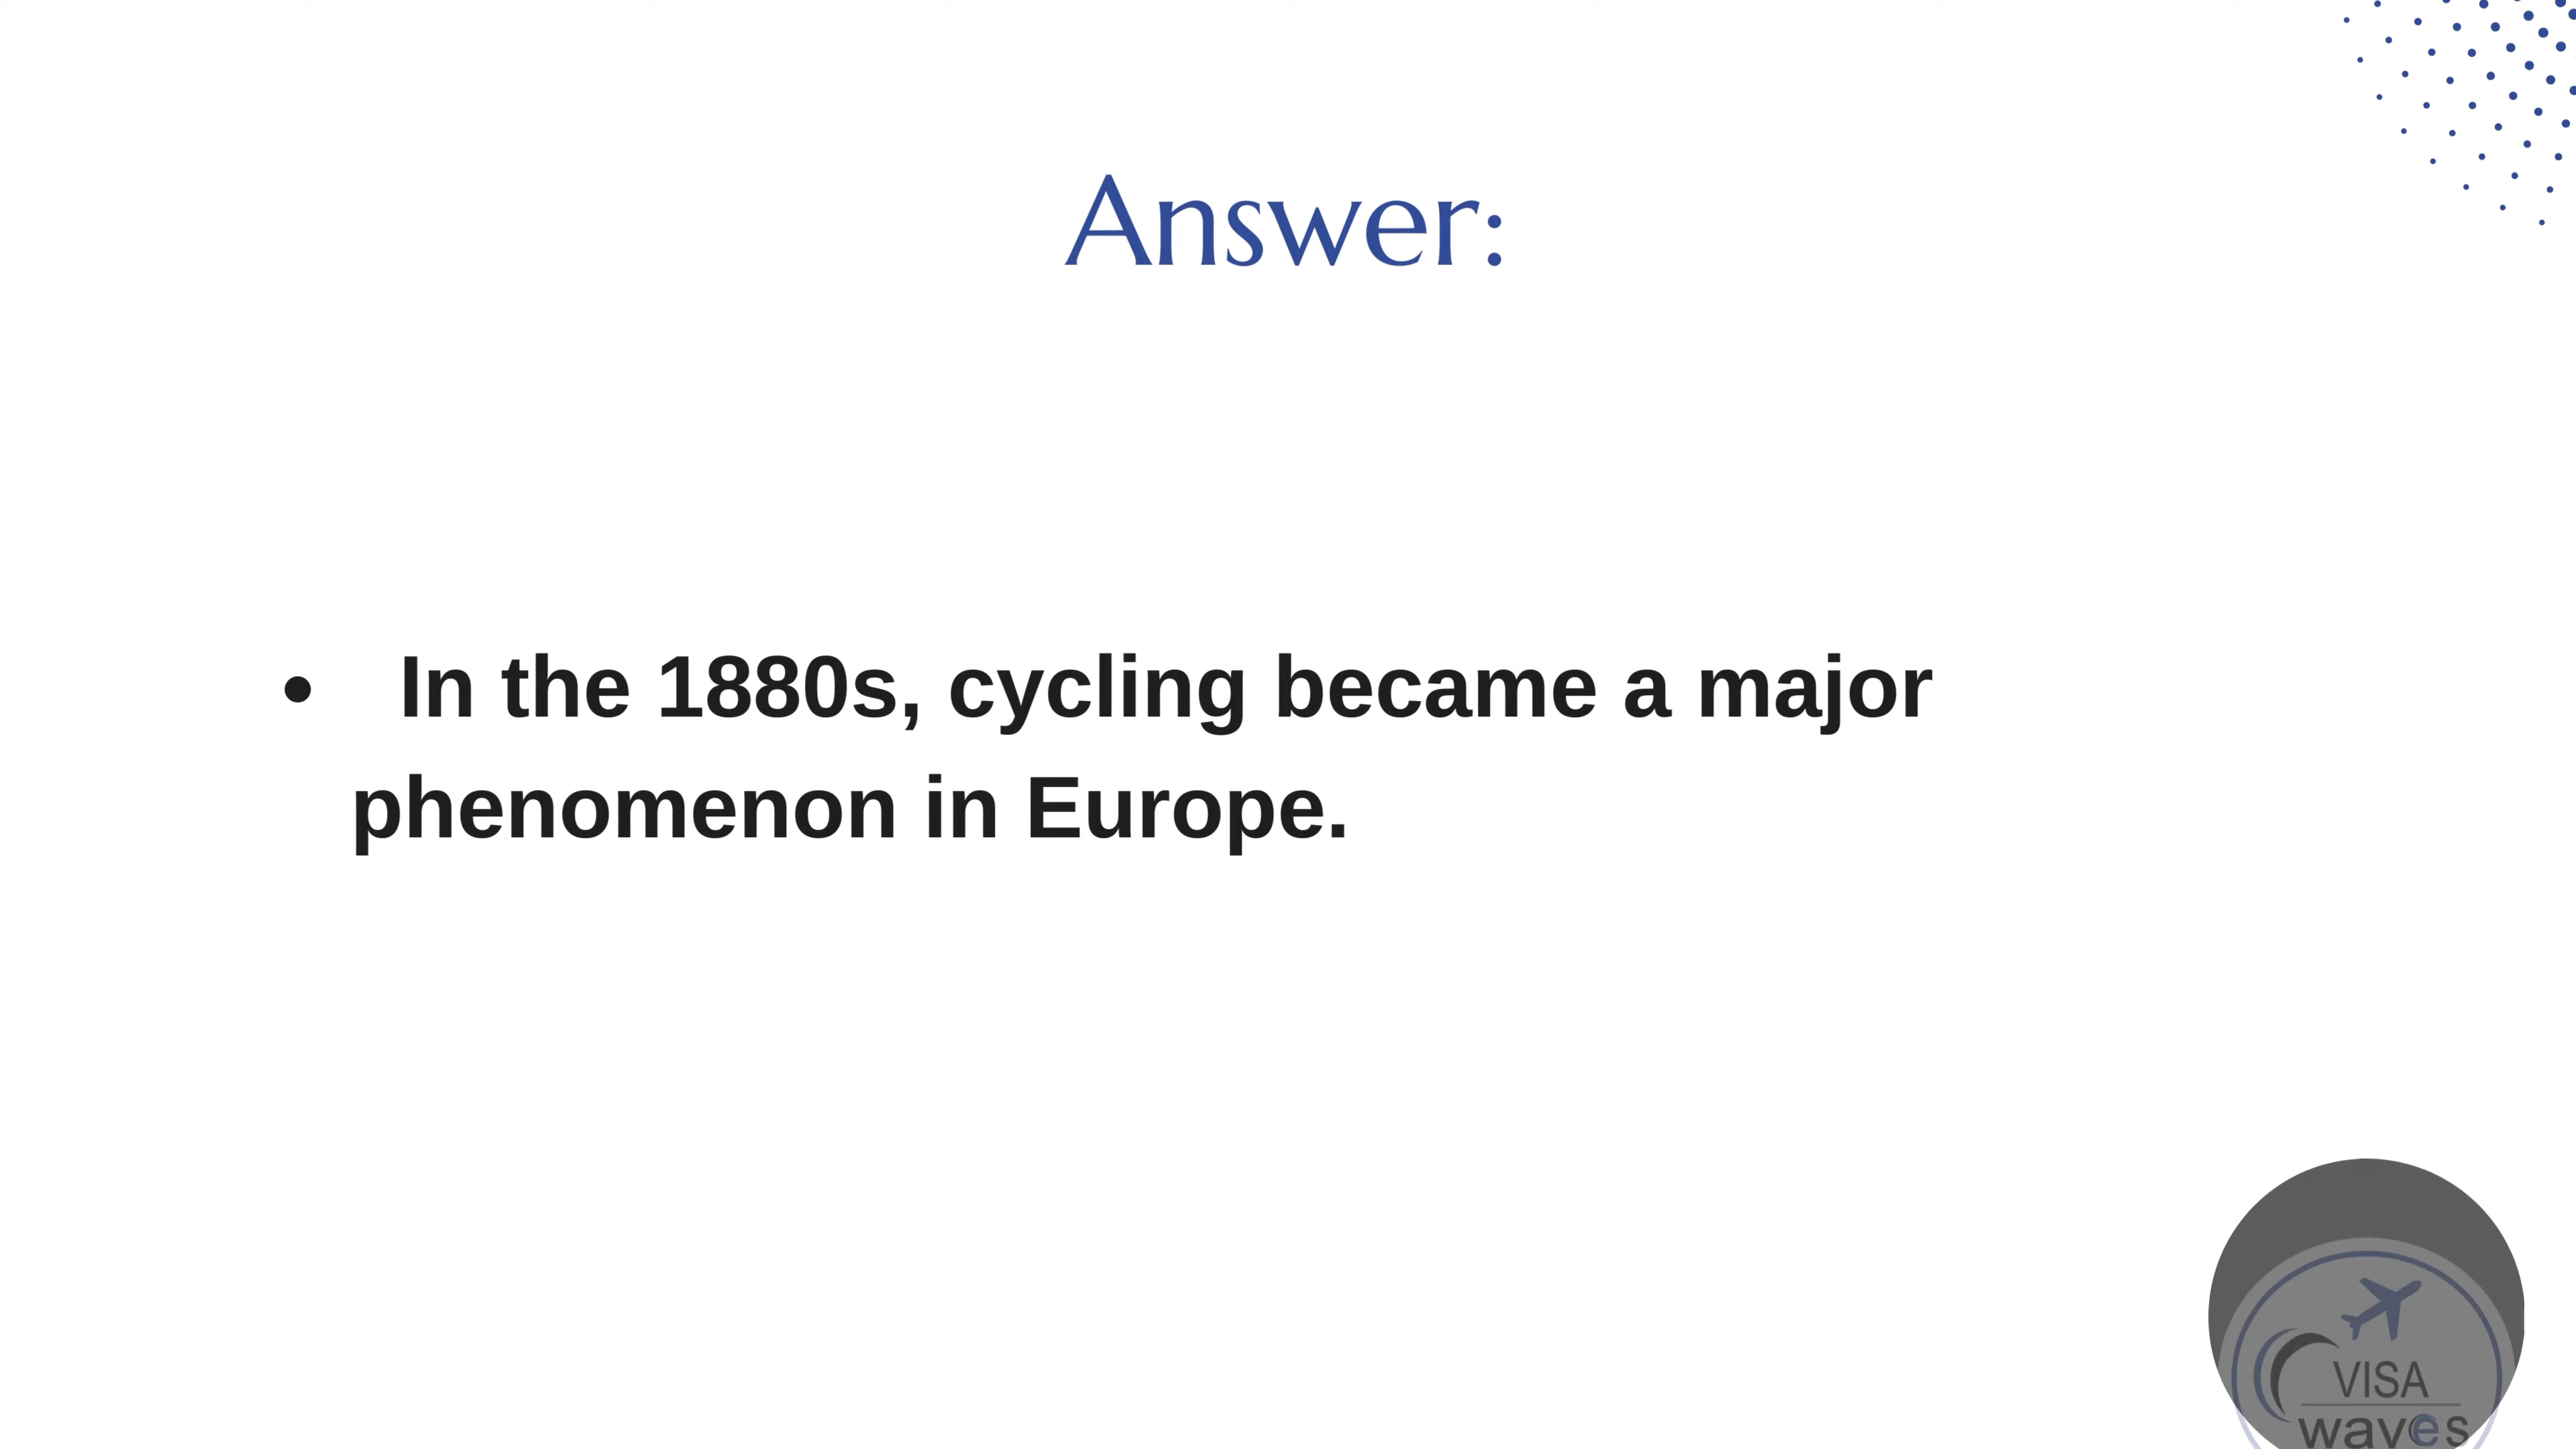 Answer:
• In the 1880s, cycling became a major
phenomenon in Europe.
VISA
waves